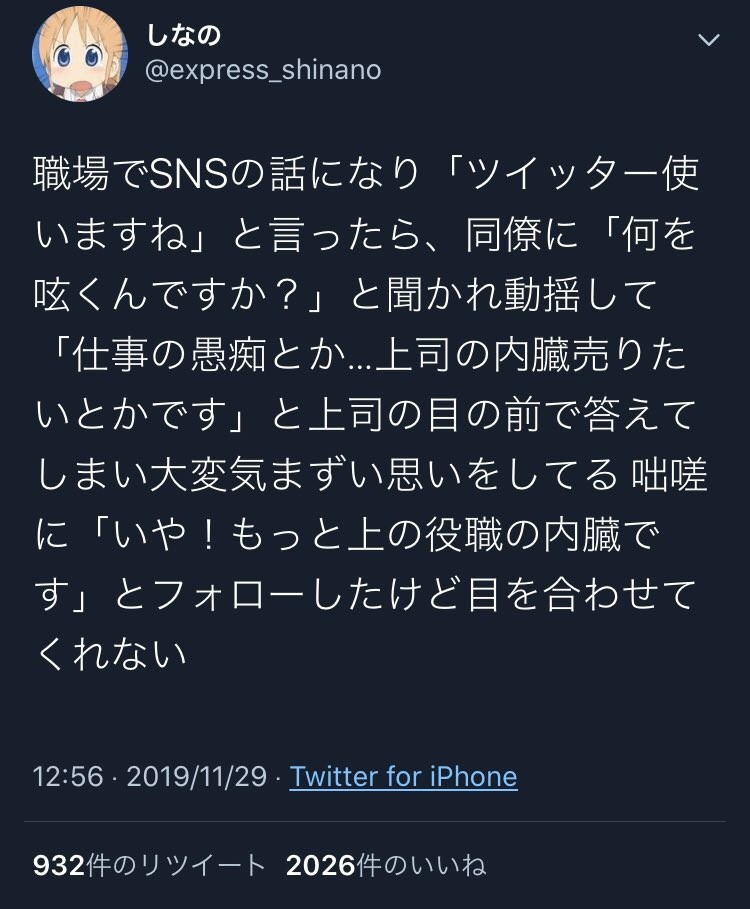 しなの
@express_shinano
職場でSNSの話になり「ツイッター使
いますね」と言ったら、同僚に「何を
呟くんですか？」と聞かれ動揺して
「仕事の愚痴とか...上司の内臓売りた
いとかです」と上司の目の前で答えて
しまい大変気まずい思いをしてる 咄嗟
に「いや！もっと上の役職の内臓で
す」とフォローしたけど目を合わせて
くれない
12:56 · 2019/11/29 · Twitter for iPhone
932件のリツイート 2026件のいいね